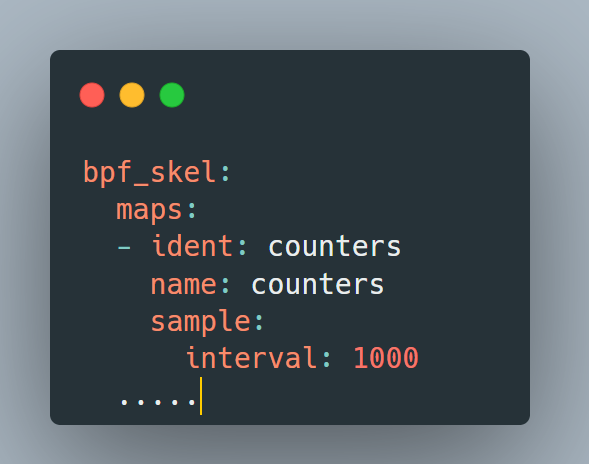 bpf_skel:
  maps:
  - ident: counters
    name: counters
    sample:
      interval: 1000
  .....